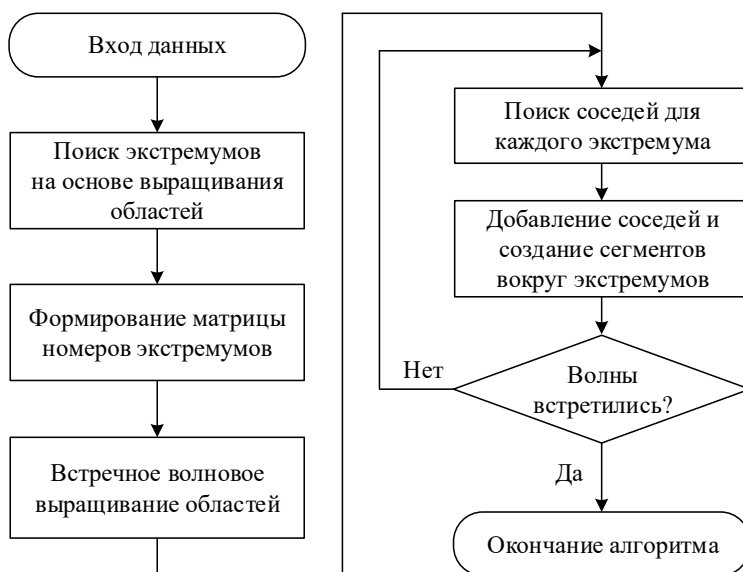 Вход данных
Поиск экстремумов
на основе выращивания
областей
Формирование матрицы
номеров экстремумов
Встречное волновое
выращивание областей
Поиск соседей для
каждого экстремума
Добавление соседей и
создание сегментов
вокруг экстремумов
Волны
встретились?
Нет
Да
Окончание алгоритма